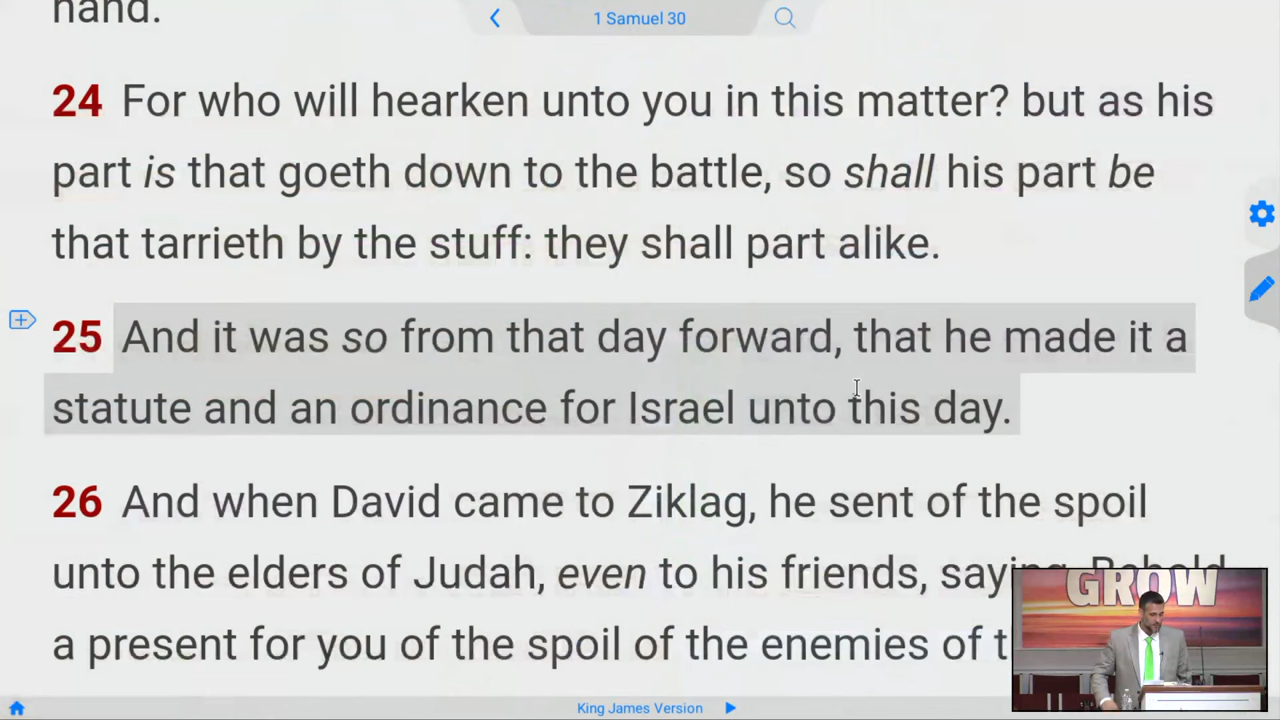 hand.
1 Samuel 30
24 For who will hearken unto you in this matter? but as his
part is that goeth down to the battle, so shall his part be
that tarrieth by the stuff: they shall part alike.
25 And it was so from that day forward, that he made it a
statute and an ordinance for Israel unto this day.
26 And when David came to Ziklag, he sent of the spoil
unto the elders of Judah, even to his friends, saying, Behold
a present for you of the spoil of the enemies of
GROW
King James Version